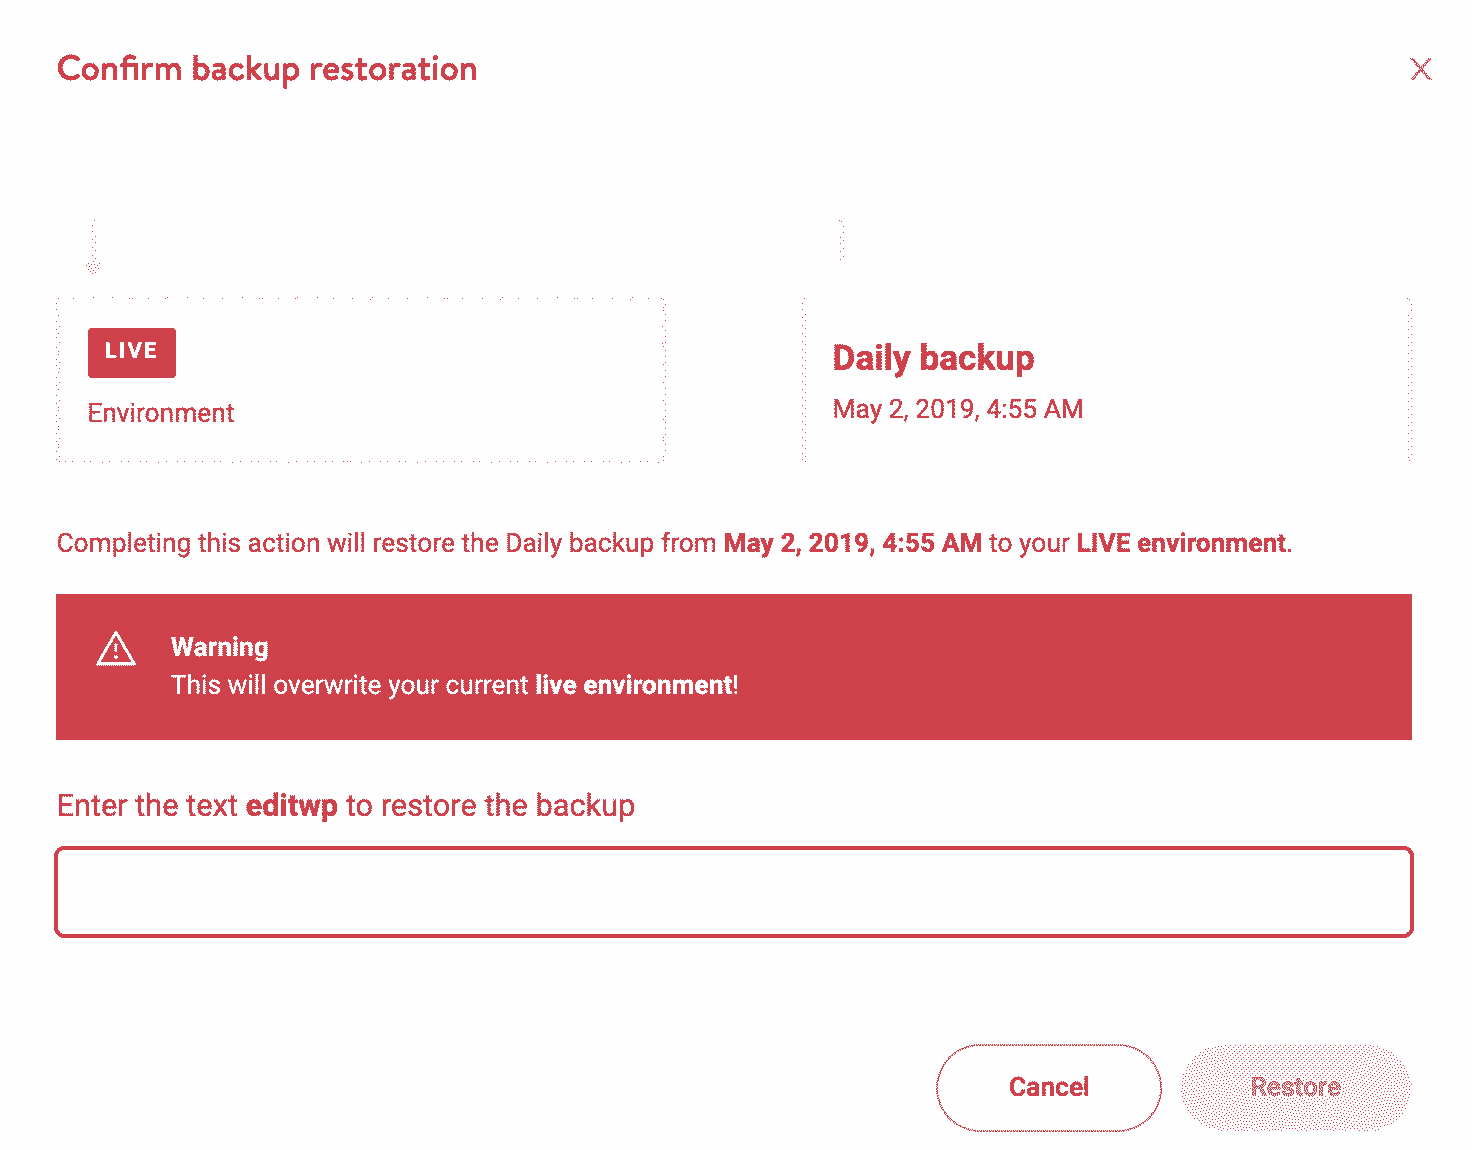 Confirm backup restoration
LIVE
Environment
Daily backup
May 2, 2019, 4:55 AM
Completing this action will restore the Daily backup from May 2, 2019, 4:55 AM to your LIVE environment.
Warning
This will overwrite your current live environment!
Enter the text editwp to restore the backup
Cancel
Restore